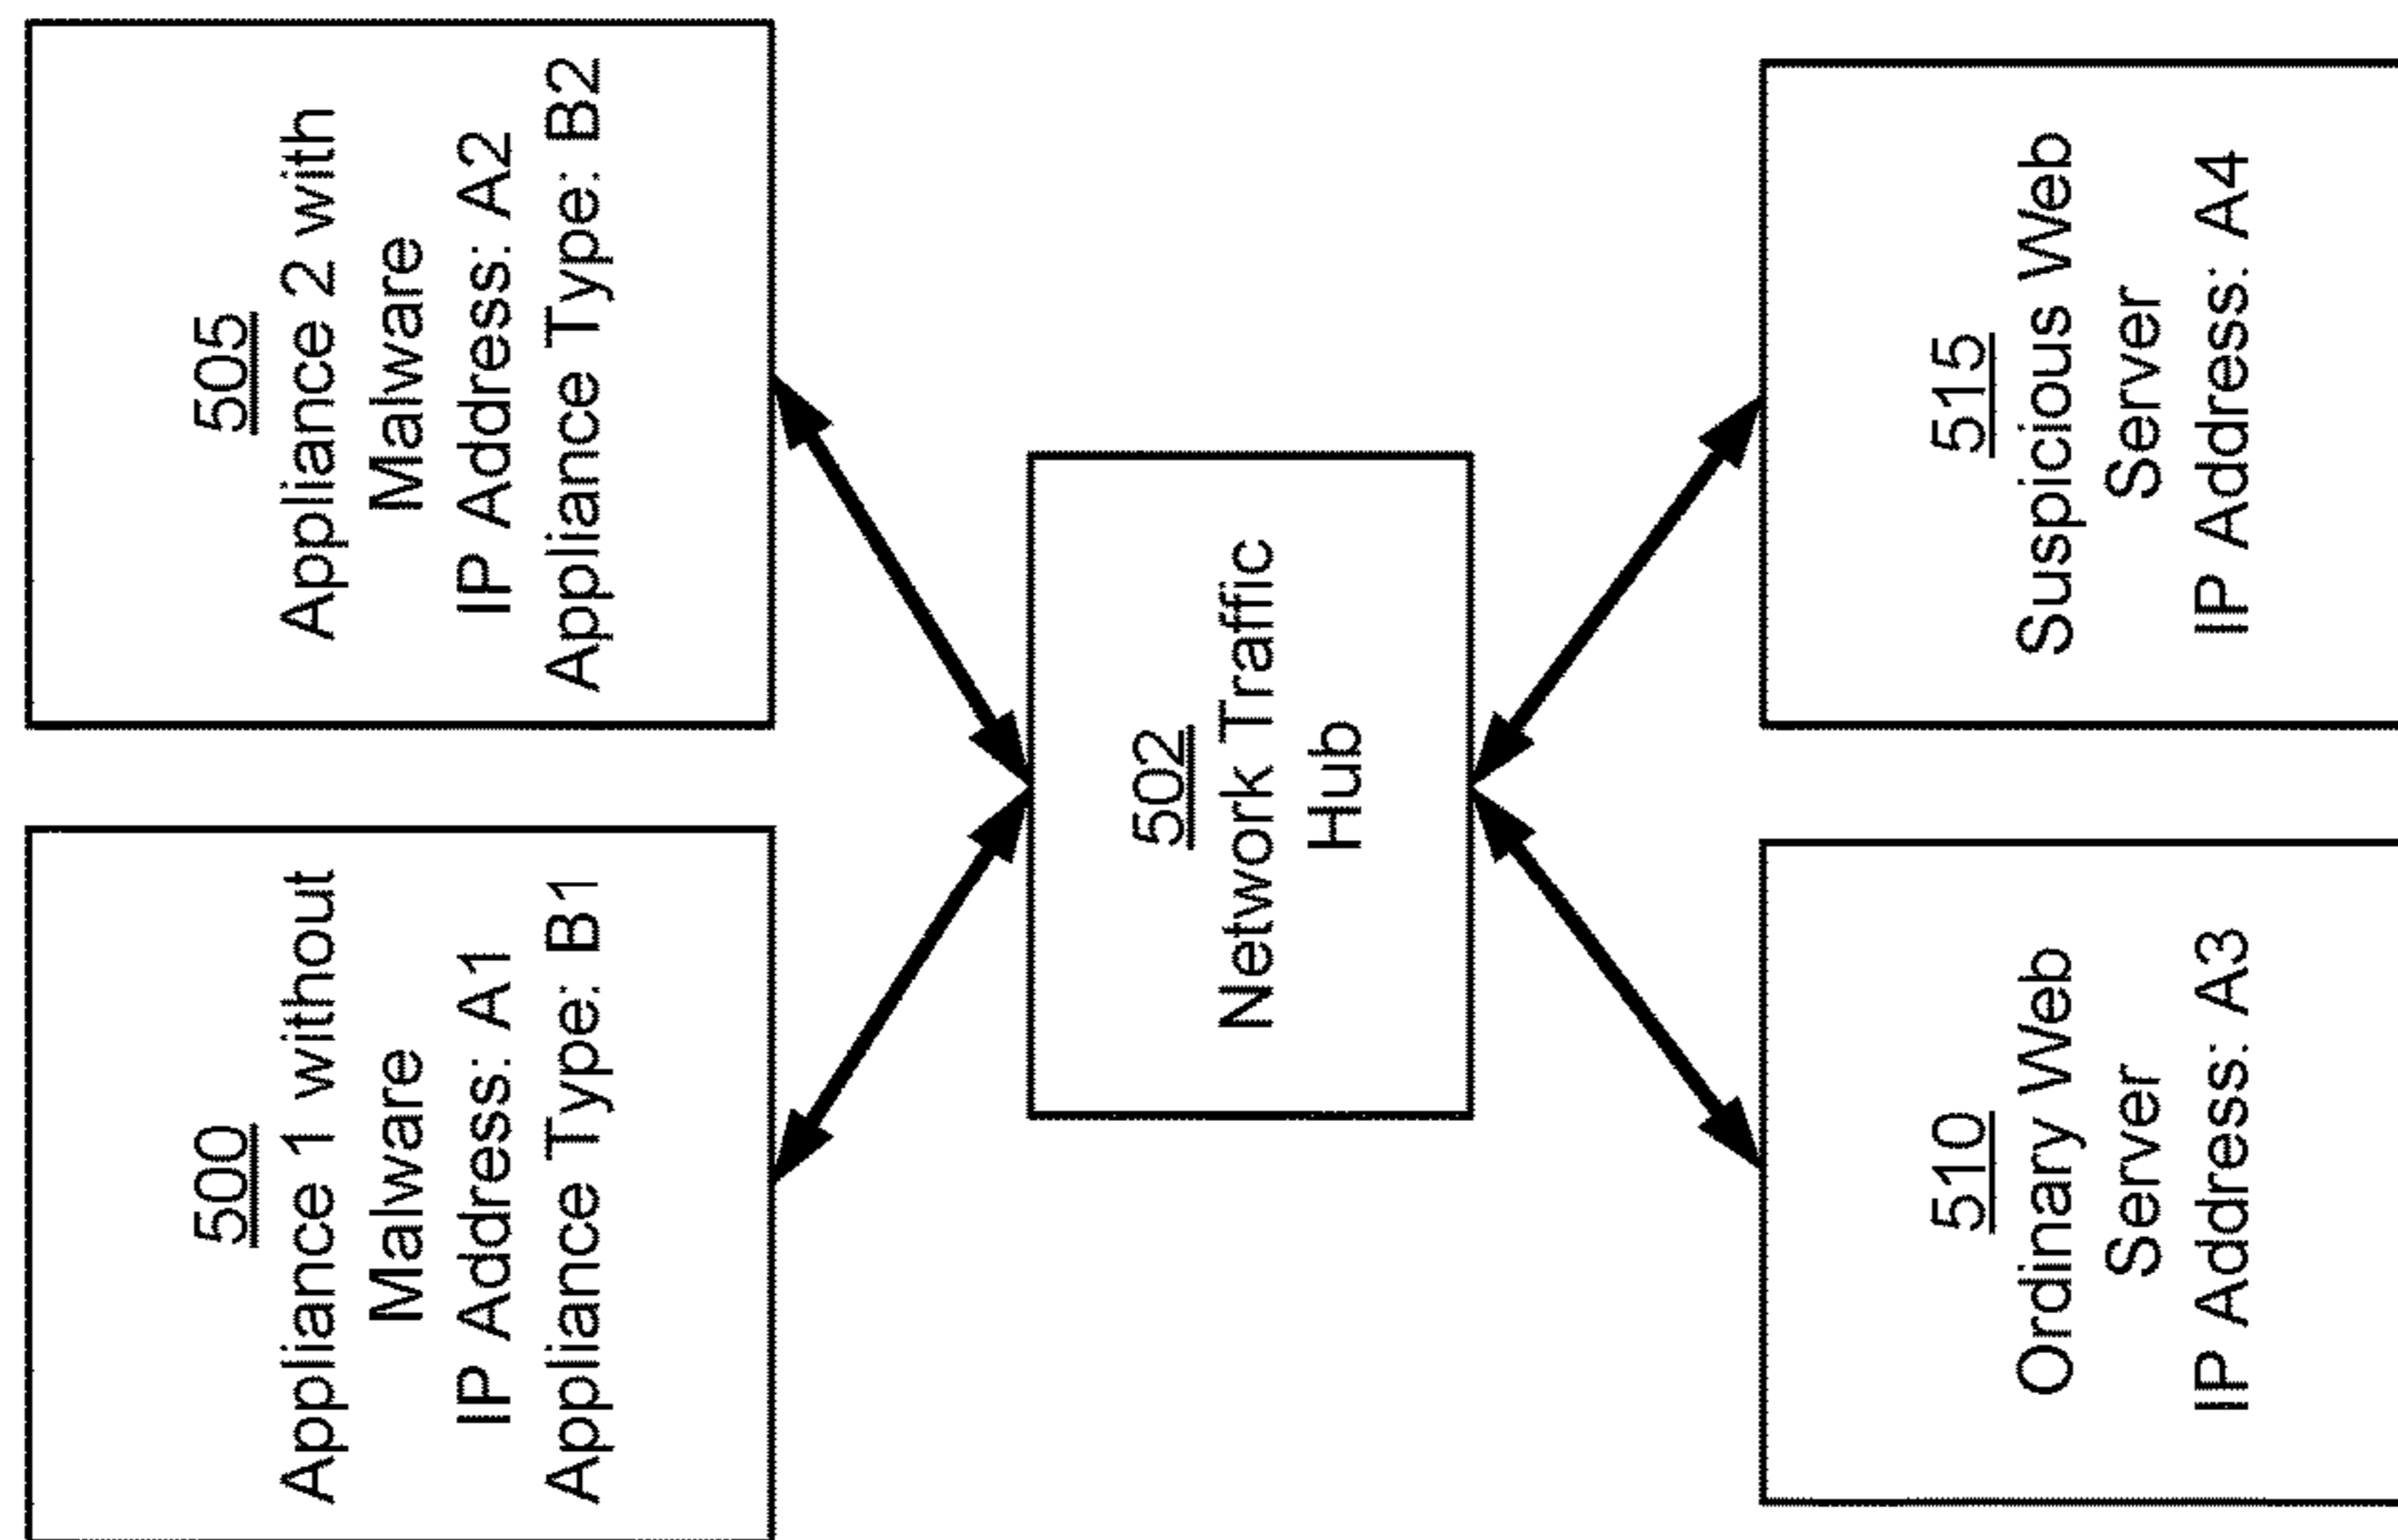 500
Appliance 1 without
Malware
IP Address: A1
Appliance Type: B1
505
Appliance 2 with
Malware
IP Address: A2
Appliance Type: B2
502
Network Traffic
Hub
510
Ordinary Web
Server
IP Address: A3
515
Suspicious Web
Server
IP Address: A4